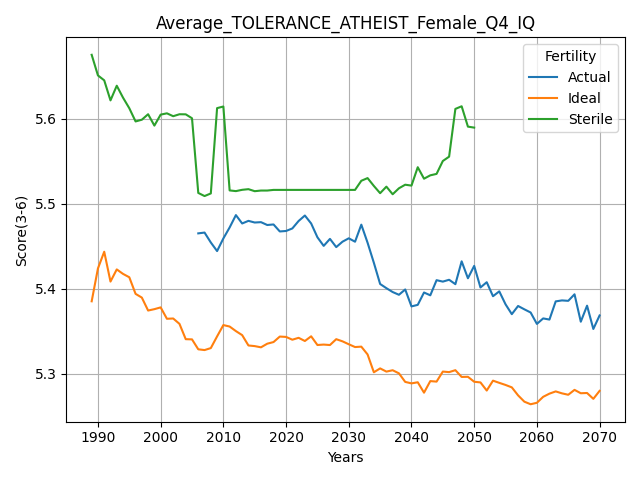 Average_TOLERANCE_ATHEIST_Female_Q4_IQ
Fertility
Actual
Ideal
Sterile
Score(3-6)
5.6
5.5
5.4
5.3
1990 2000 2010 2020 2030 2040 2050 2060 2070
Years